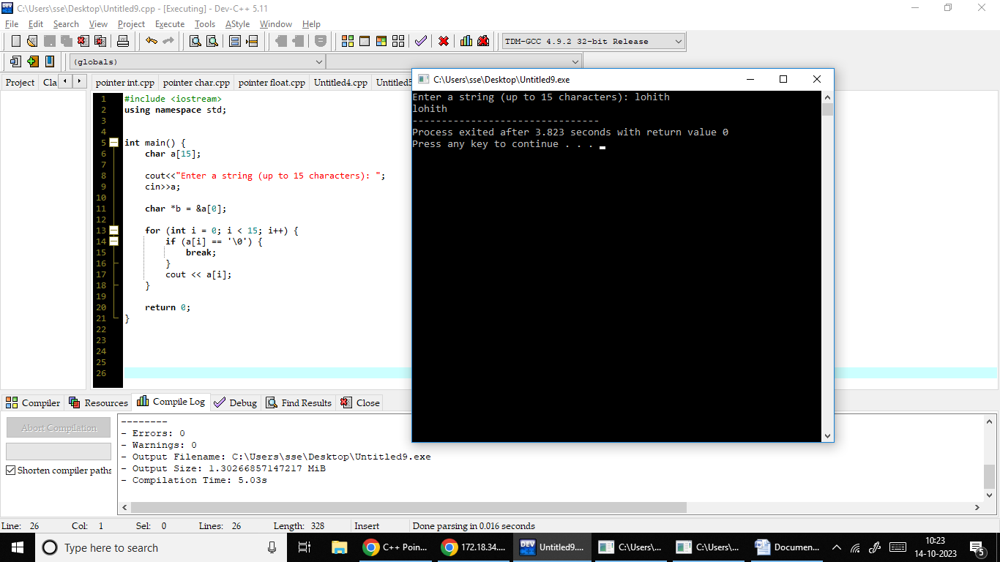 C:\Users\sse\Desktop\Untitled9.cpp - [Executing] - Dev-C++ 5.11
File Edit Search View Project Execute Tools AStyle Window Help
TDM-GCC 4.9.2 32-bit Release
(globals)
Project Cla pointer int.cpp pointer char.cpp pointer float.cpp Untitled4.cpp Untitled5
1 #include <iostream>
2 using namespace std;
3
4
5 int main() {
6 char a[15];
7
8 cout<<"Enter a string (up to 15 characters): ";
9 cin>>a;
10
11 char *b = &a[0];
12
13 for (int i = 0; i < 15; i++) {
14 if (a[i] == '\0') {
15 break;
16 }
17 cout << a[i];
18 }
19
20 return 0;
21 }
22
23
24
25
26
C:\Users\sse\Desktop\Untitled9.exe
Enter a string (up to 15 characters): lohith
lohith
--------------------------------
Process exited after 3.823 seconds with return value 0
Press any key to continue . . .
Compiler Resources Compile Log Debug Find Results Close
Abort Compilation
Shorten compiler paths
--------
- Errors: 0
- Warnings: 0
- Output Filename: C:\Users\sse\Desktop\Untitled9.exe
- Output Size: 1.30266857147217 MiB
- Compilation Time: 5.03s
Line: 26 Col: 1 Sel: 0 Lines: 26 Length: 328 Insert Done parsing in 0.016 seconds
Type here to search C++ Poin... 172.18.34.... DEV Untitled9.... C:\Users\... C:\Users\... Documen...
10:23
14-10-2023
5